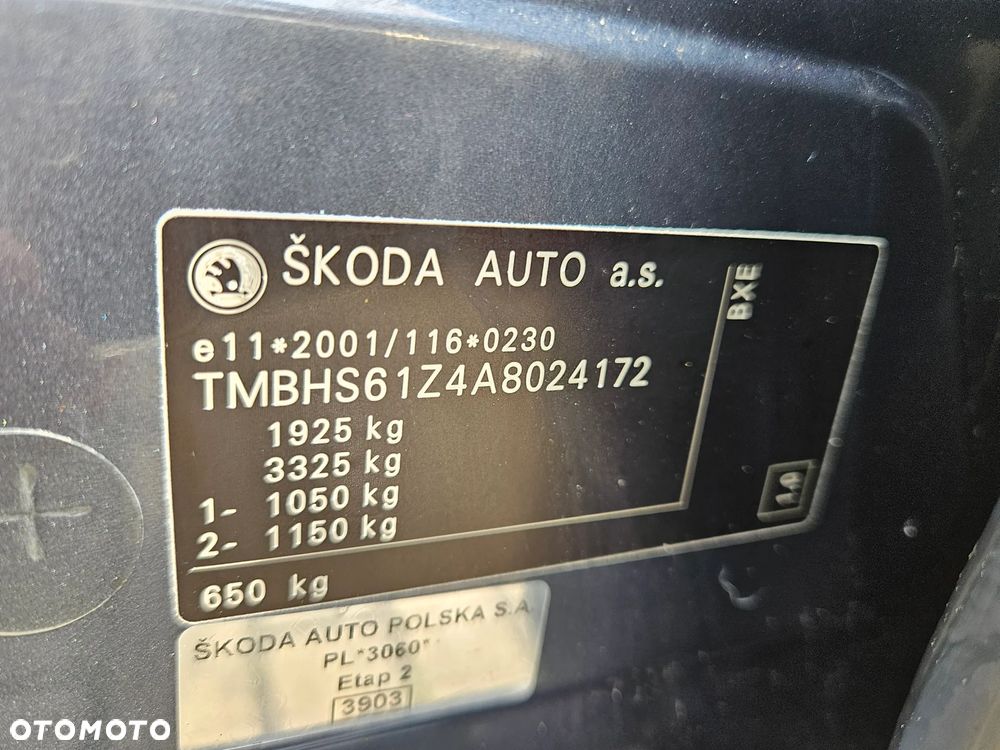 ŠKODA AUTO a.s.
BXE
e11*2001/116*0230
TMBHS61Z4A8024172
1925 kg
3325 kg
1- 1050 kg
2- 1150 kg
650 kg
ŠKODA AUTO POLSKA S.A.
PL*3060*
Etap 2
3903
OTOMOTO